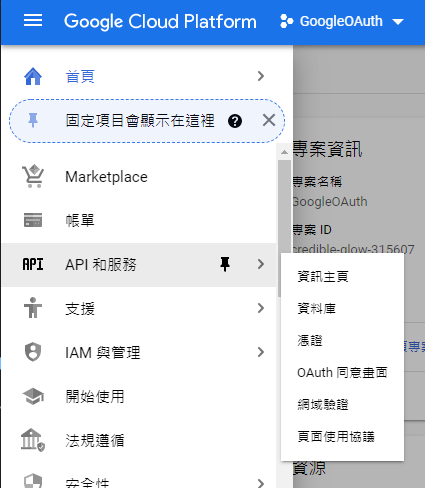 Google Cloud Platform
GoogleOAuth
首頁
固定項目會顯示在這裡
Marketplace
帳單
API API 和服務
支援
IAM 與管理
開始使用
法規遵循
安全性
專案資訊
專案名稱
GoogleOAuth
專案 ID
credible-glow-315607
資訊主頁
資料庫
憑證
OAuth 同意畫面
網域驗證
頁面使用協議
專案
資源